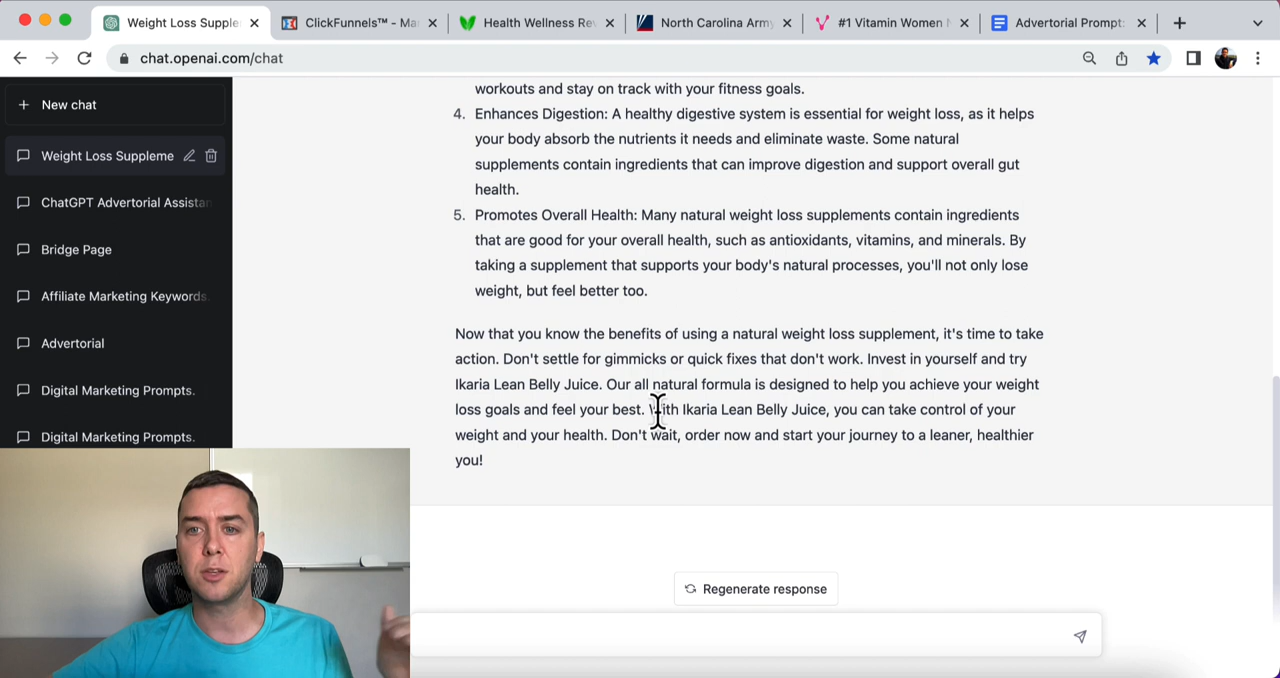 Weight Loss Supple
ClickFunnels™ - Ma
Health Wellness Re
North Carolina Army
#1 Vitamin Women
Advertorial Prompt:
chat.openai.com/chat
New chat
Weight Loss Suppleme
ChatGPT Advertorial Assistan
Bridge Page
Affiliate Marketing Keywords.
Advertorial
Digital Marketing Prompts.
Digital Marketing Prompts.
workouts and stay on track with your fitness goals.
4. Enhances Digestion: A healthy digestive system is essential for weight loss, as it helps
your body absorb the nutrients it needs and eliminate waste. Some natural
supplements contain ingredients that can improve digestion and support overall gut
health.
5. Promotes Overall Health: Many natural weight loss supplements contain ingredients
that are good for your overall health, such as antioxidants, vitamins, and minerals. By
taking a supplement that supports your body's natural processes, you'll not only lose
weight, but feel better too.
Now that you know the benefits of using a natural weight loss supplement, it's time to take
action. Don't settle for gimmicks or quick fixes that don't work. Invest in yourself and try
Ikaria Lean Belly Juice. Our all natural formula is designed to help you achieve your weight
loss goals and feel your best. With Ikaria Lean Belly Juice, you can take control of your
weight and your health. Don't wait, order now and start your journey to a leaner, healthier
you!
Regenerate response